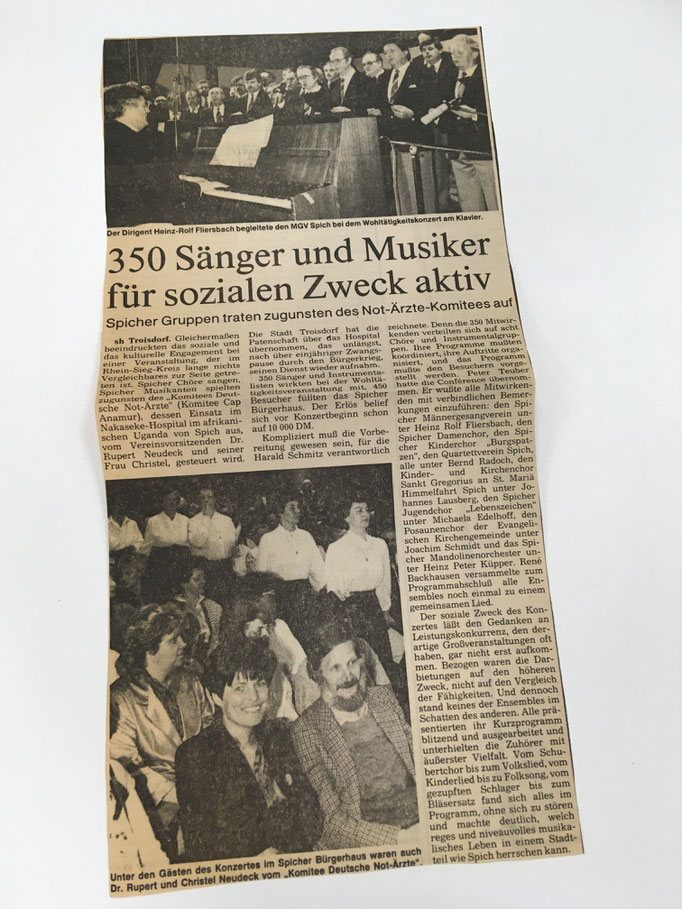 Der Dirigent Heinz-Rolf Fliersbach begleitete den MGV Spich bei dem Wohltätigkeitskonzert am Klavier.
350 Sänger und Musiker
für sozialen Zweck aktiv
Spicher Gruppen traten zugunsten des Not-Ärzte-Komitees auf
sh Troisdorf. Gleichermaßen
beeindruckten das soziale und
das kulturelle Engagement bei
einer Veranstaltung, der im
Rhein-Sieg-Kreis lange nichts
Vergleichbares zur Seite getre-
ten ist. Spicher Chöre sangen,
Spicher Musikanten spielten
zugunsten des „Komitees Deut-
sche Not-Ärzte" (Komitee Cap
Anamur), dessen Einsatz im
Nakaseke-Hospital im afrikani-
schen Uganda von Spich aus,
vom Vereinsvorsitzenden Dr.
Rupert Neudeck und seiner
Frau Christel, gesteuert wird.
Die Stadt Troisdorf hat die
Patenschaft über das Hospital
übernommen, das unlängst,
nach über einjähriger Zwangs-
pause durch den Bürgerkrieg,
seinen Dienst wieder aufnahm.
350 Sänger und Instrumenta-
listen wirkten bei der Wohltä-
tigkeitsveranstaltung mit, 450
Besucher füllten das Spicher
Bürgerhaus. Der Erlös belief
sich vor Konzertbeginn schon
auf 10 000 DM.
Kompliziert muß die Vorbe-
reitung gewesen sein, für die
Harald Schmitz verantwortlich
zeichnete. Denn die 350 Mitwir-
kenden verteilten sich auf acht
Chöre und Instrumentalgrup-
pen. Ihre Programme mußten
koordiniert, ihre Auftritte orga-
nisiert, und das Programm
mußte den Besuchern vorge-
stellt werden. Peter Teuber
hatte die Conférence übernom-
men. Er wußte alle Mitwirken-
den mit verbindlichen Bemer-
kungen einzuführen: den Spi-
cher Männergesangverein un-
ter Heinz Rolf Fliersbach, den
Spicher Damenchor, den Spi-
cher Kinderchor „Burgspat-
zen", den Quartettverein Spich,
alle unter Bernd Radoch, den
Kinder- und Kirchenchor
Sankt Gregorius an St. Mariä
Himmelfahrt Spich unter Jo-
hannes Lausberg, den Spicher
Jugendchor „Lebenszeichen"
unter Michaela Edelhoff, den
Posaunenchor der Evangeli-
schen Kirchengemeinde unter
Joachim Schmidt und das Spi-
cher Mandolinenorchester un-
ter Heinz Peter Küpper. René
Backhausen versammelte zum
Programmabschluß alle En-
sembles noch einmal zu einem
gemeinsamen Lied.
Der soziale Zweck des Kon-
zertes läßt den Gedanken an
Leistungskonkurrenz, den der-
artige Großveranstaltungen oft
haben, gar nicht erst aufkom-
men. Bezogen waren die Dar-
bietungen auf den höheren
Zweck, nicht auf den Vergleich
der Fähigkeiten. Und dennoch
stand keines der Ensembles im
Schatten des anderen. Alle prä-
sentierten ihr Kurzprogramm
blitzend und ausgearbeitet und
unterhielten die Zuhörer mit
äußerster Vielfalt. Vom Schu-
bertchor bis zum Volkslied, vom
Kinderlied bis zu Folksong, vom
gezupften Schlager bis zum
Bläsersatz fand sich alles im
Programm, ohne sich zu stören
und machte deutlich, welch
reges und niveauvolles musika-
lisches Leben in einem Stadt-
teil wie Spich herrschen kann.
Unter den Gästen des Konzertes im Spicher Bürgerhaus waren auch
Dr. Rupert und Christel Neudeck vom „Komitee Deutsche Not-Ärzte".